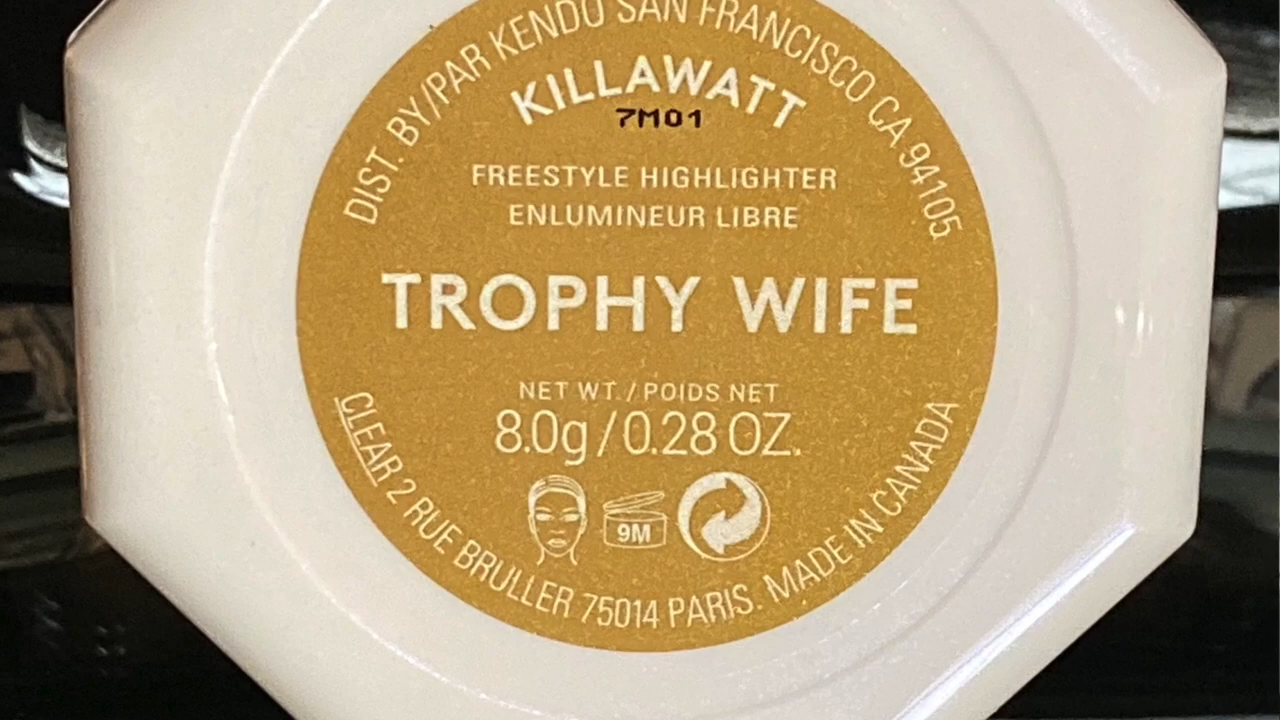 DIST. BY/PAR KENDO SAN FRANCISCO CA 94105
KILLAWATT
7M01
FREESTYLE HIGHLIGHTER
ENLUMINEUR LIBRE
TROPHY WIFE
NET WT./POIDS NET
8.0g/0.28 OZ.
9M
CLEAR 2 RUE BRULLER 75014 PARIS. MADE IN CANADA